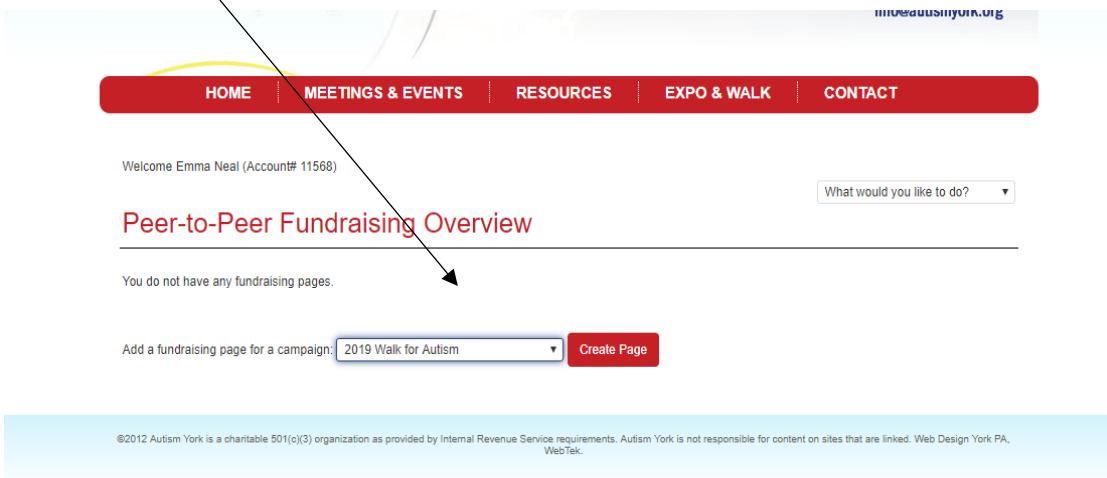 info@autismyork.org
HOME MEETINGS & EVENTS RESOURCES EXPO & WALK CONTACT
Welcome Emma Neal (Account# 11568)
What would you like to do?
Peer-to-Peer Fundraising Overview
You do not have any fundraising pages.
Add a fundraising page for a campaign: 2019 Walk for Autism Create Page
©2012 Autism York is a charitable 501(c)(3) organization as provided by Internal Revenue Service requirements. Autism York is not responsible for content on sites that are linked. Web Design York PA,
WebTek.